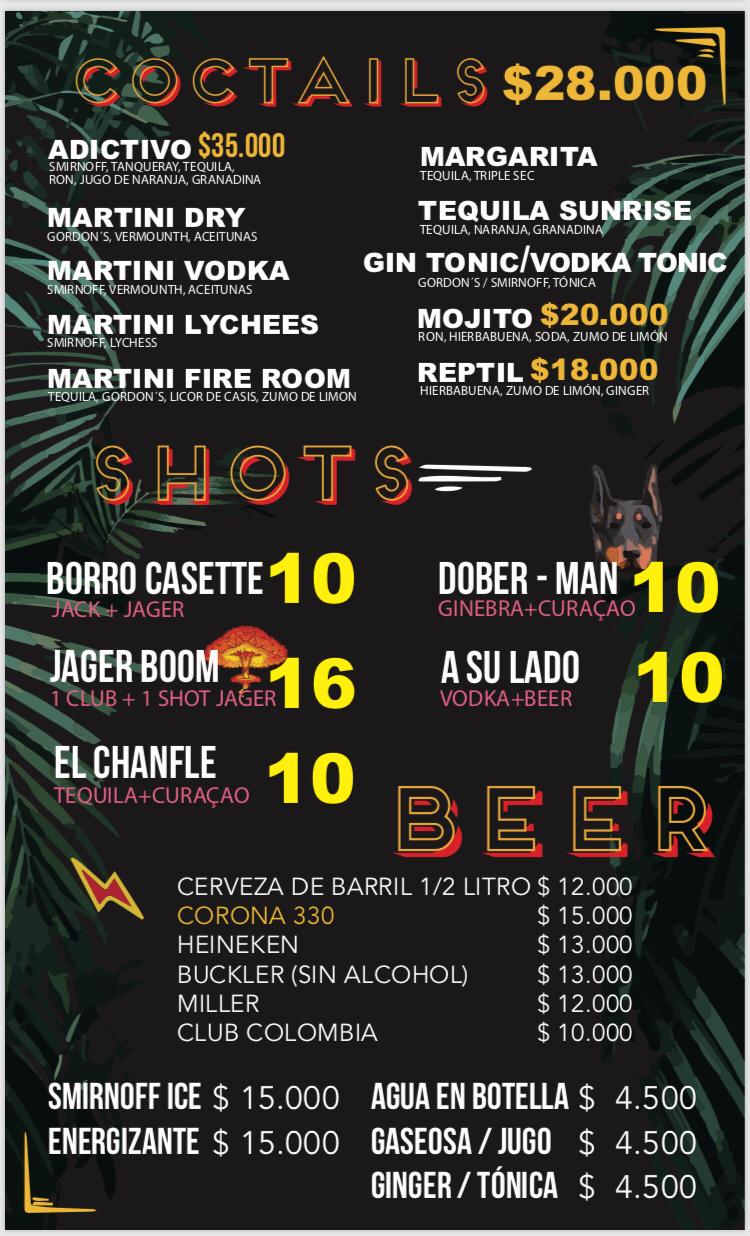 COCTAILS $28.000
ADICTIVO $35.000
SMIRNOFF, TANQUERAY, TEQUILA,
RON, JUGO DE NARANJA, GRANADINA
MARTINI DRY
GORDON´S, VERMOUNTH, ACEITUNAS
MARTINI VODKA
SMIRNOFF, VERMOUNTH, ACEITUNAS
MARTINI LYCHEES
SMIRNOFF, LYCHESS
MARTINI FIRE ROOM
TEQUILA, GORDON´S, LICOR DE CASIS, ZUMO DE LIMON
MARGARITA
TEQUILA, TRIPLE SEC
TEQUILA SUNRISE
TEQUILA, NARANJA, GRANADINA
GIN TONIC/VODKA TONIC
GORDON´S / SMIRNOFF, TÓNICA
MOJITO $20.000
RON, HIERBABUENA, SODA, ZUMO DE LIMÓN
REPTIL $18.000
HIERBABUENA, ZUMO DE LIMÓN, GINGER
SHOTS
BORRO CASETTE 10
JACK + JAGER
JAGER BOOM 16
1 CLUB + 1 SHOT JAGER
EL CHANFLE 10
TEQUILA+CURAÇAO
DOBER - MAN 10
GINEBRA+CURAÇAO
A SU LADO 10
VODKA+BEER
BEER
CERVEZA DE BARRIL 1/2 LITRO $ 12.000
CORONA 330 $ 15.000
HEINEKEN $ 13.000
BUCKLER (SIN ALCOHOL) $ 13.000
MILLER $ 12.000
CLUB COLOMBIA $ 10.000
SMIRNOFF ICE $ 15.000
ENERGIZANTE $ 15.000
AGUA EN BOTELLA $ 4.500
GASEOSA / JUGO $ 4.500
GINGER / TÓNICA $ 4.500